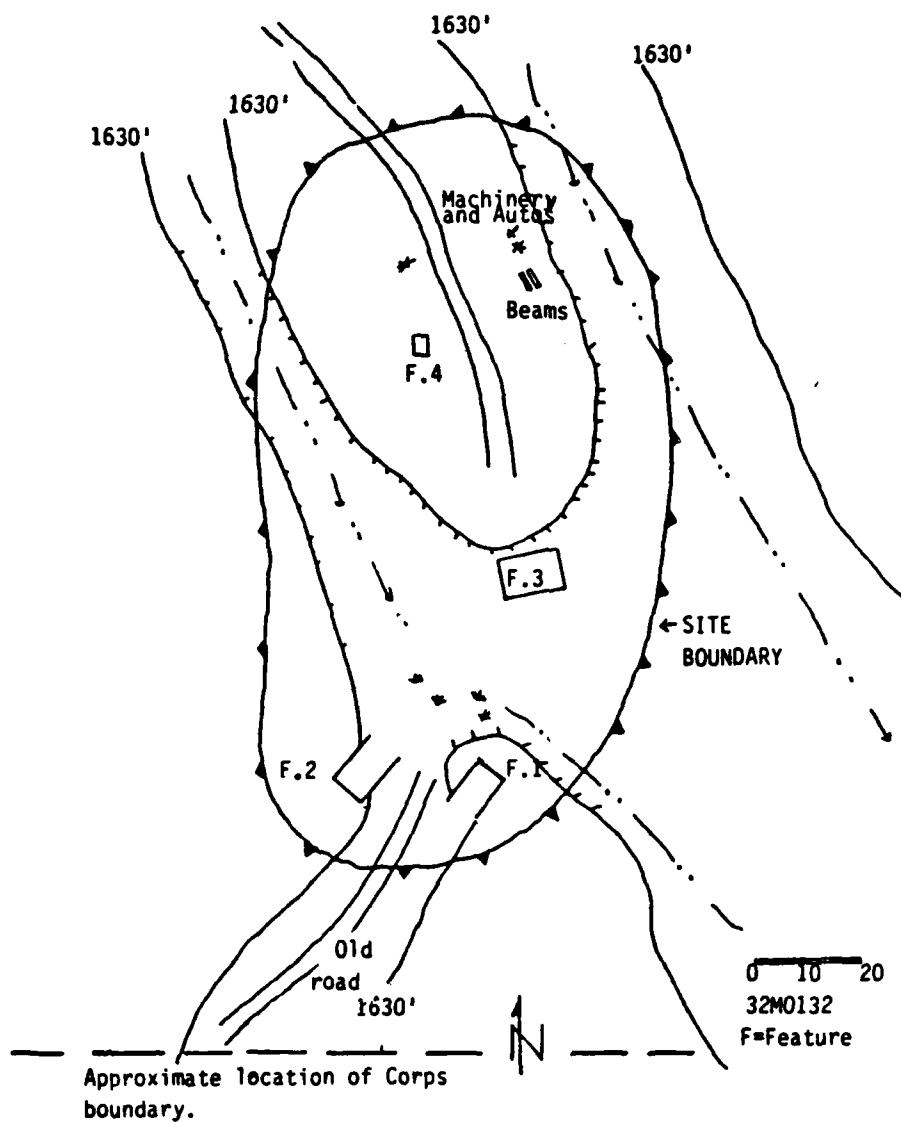 1630'
1630'
1630'
1630'
Machinery
and Autos
Beams
F.4
F.3
←SITE
BOUNDARY
F.2
F.1
Old
road
1630'
0 10 20
32MO132
F=Feature
N
Approximate location of Corps
boundary.